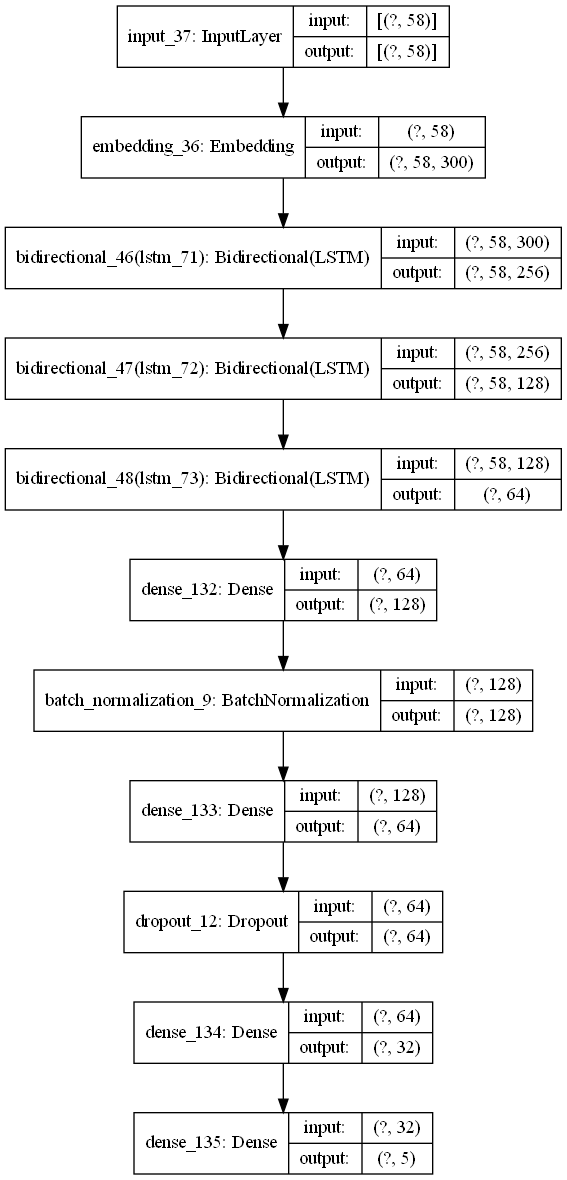 input_37: InputLayer
input: [(?, 58)]
output: [(?, 58)]
embedding_36: Embedding
input: (?, 58)
output: (?, 58, 300)
bidirectional_46(lstm_71): Bidirectional(LSTM)
input: (?, 58, 300)
output: (?, 58, 256)
bidirectional_47(lstm_72): Bidirectional(LSTM)
input: (?, 58, 256)
output: (?, 58, 128)
bidirectional_48(lstm_73): Bidirectional(LSTM)
input: (?, 58, 128)
output: (?, 64)
dense_132: Dense
input: (?, 64)
output: (?, 128)
batch_normalization_9: BatchNormalization
input: (?, 128)
output: (?, 128)
dense_133: Dense
input: (?, 128)
output: (?, 64)
dropout_12: Dropout
input: (?, 64)
output: (?, 64)
dense_134: Dense
input: (?, 64)
output: (?, 32)
dense_135: Dense
input: (?, 32)
output: (?, 5)